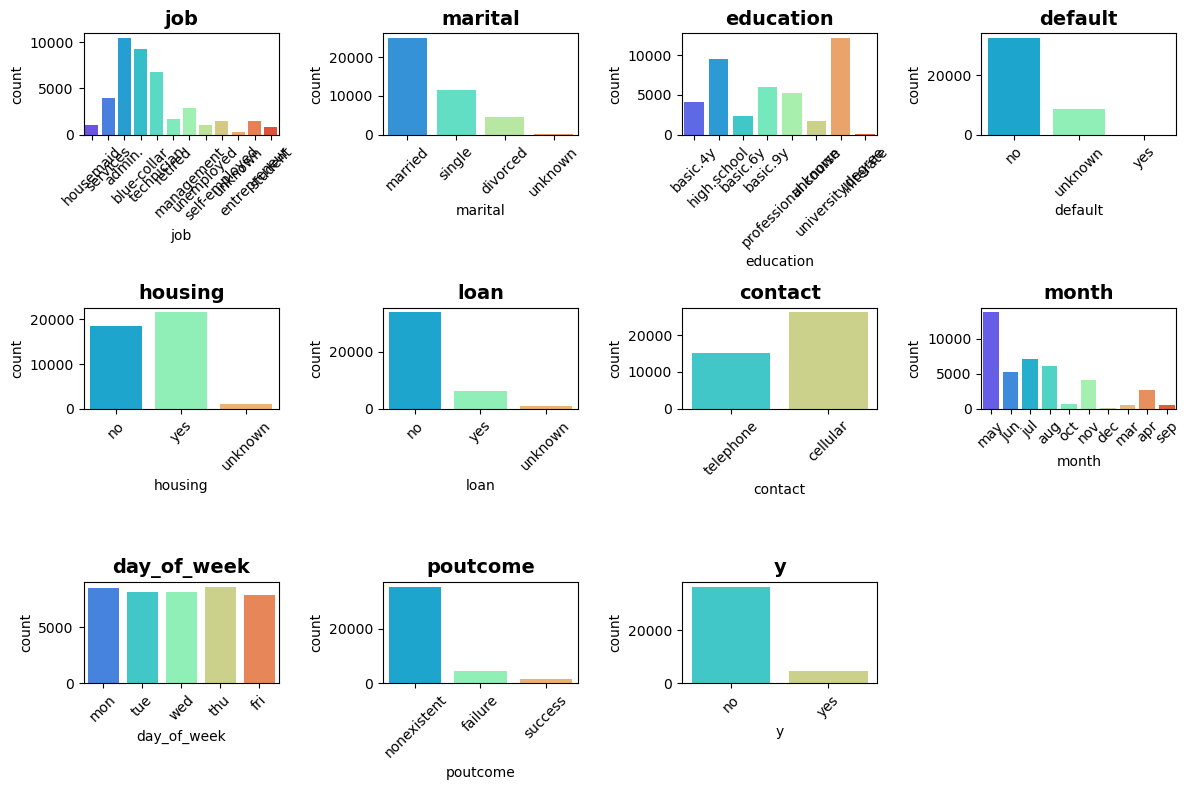 job
marital
education
default
count
10000
5000
0
housemaid
services
admin.
blue-collar
technician
retired
management
unemployed
self-employed
unknown
entrepreneur
student
job
count
20000
10000
0
married
single
divorced
unknown
marital
count
10000
5000
0
basic.4y
high.school
basic.6y
basic.9y
professional.course
unknown
university.degree
illiterate
education
count
20000
0
no
unknown
yes
default
housing
loan
contact
month
count
20000
10000
0
no
yes
unknown
housing
count
20000
0
no
yes
unknown
loan
count
20000
10000
0
telephone
cellular
contact
count
10000
5000
0
may
jun
jul
aug
oct
nov
dec
mar
apr
sep
month
day_of_week
poutcome
y
count
5000
0
mon
tue
wed
thu
fri
day_of_week
count
20000
0
nonexistent
failure
success
poutcome
count
20000
0
no
yes
y